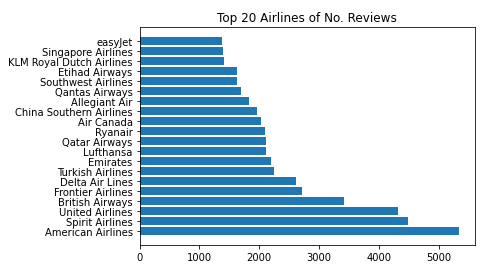 Top 20 Airlines of No. Reviews
easyJet
Singapore Airlines
KLM Royal Dutch Airlines
Etihad Airways
Southwest Airlines
Qantas Airways
Allegiant Air
China Southern Airlines
Air Canada
Ryanair
Qatar Airways
Lufthansa
Emirates
Turkish Airlines
Delta Air Lines
Frontier Airlines
British Airways
United Airlines
Spirit Airlines
American Airlines
0 1000 2000 3000 4000 5000